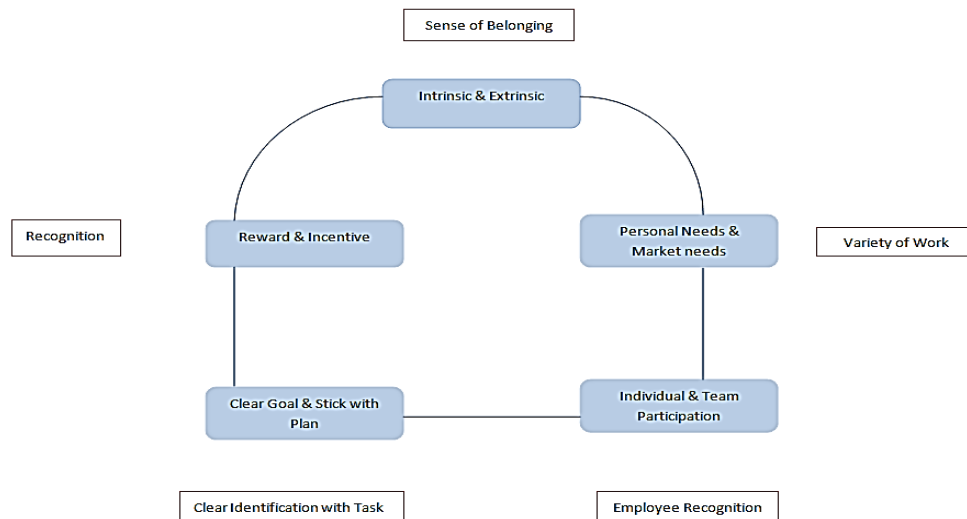 Sense of Belonging
Intrinsic & Extrinsic
Recognition
Reward & Incentive
Personal Needs &
Market needs
Variety of Work
Clear Goal & Stick with
Plan
Individual & Team
Participation
Clear Identification with Task
Employee Recognition